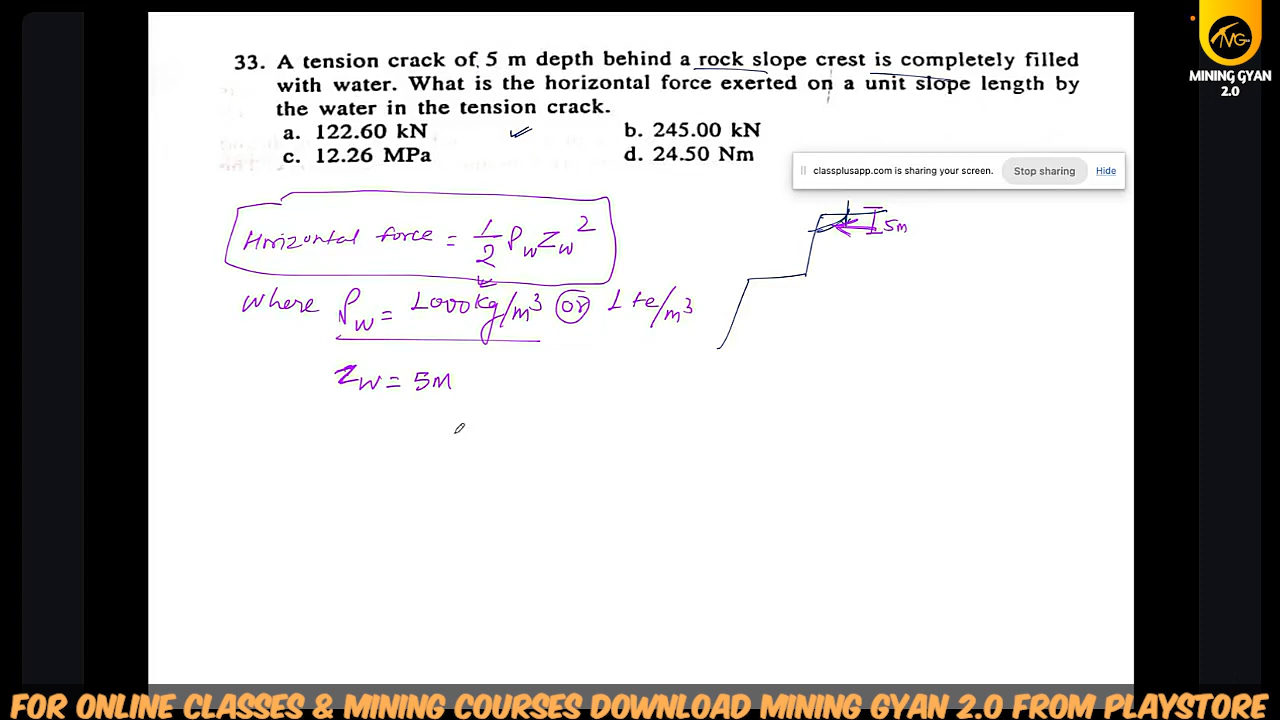 33. A tension crack of 5 m depth behind a rock slope crest is completely filled
with water. What is the horizontal force exerted on a unit slope length by
the water in the tension crack.
a. 122.60 kN b. 245.00 kN
c. 12.26 MPa d. 24.50 Nm
TMG
MINING GYAN
2.0
classplusapp.com is sharing your screen. Stop sharing Hide
5m
Horizontal force = 1/2 ρw Zw²
where ρw = 1000kg/m³ or 1 te/m³
Zw = 5m
FOR ONLINE CLASSES & MINING COURSES DOWNLOAD MINING GYAN 2.0 FROM PLAYSTORE